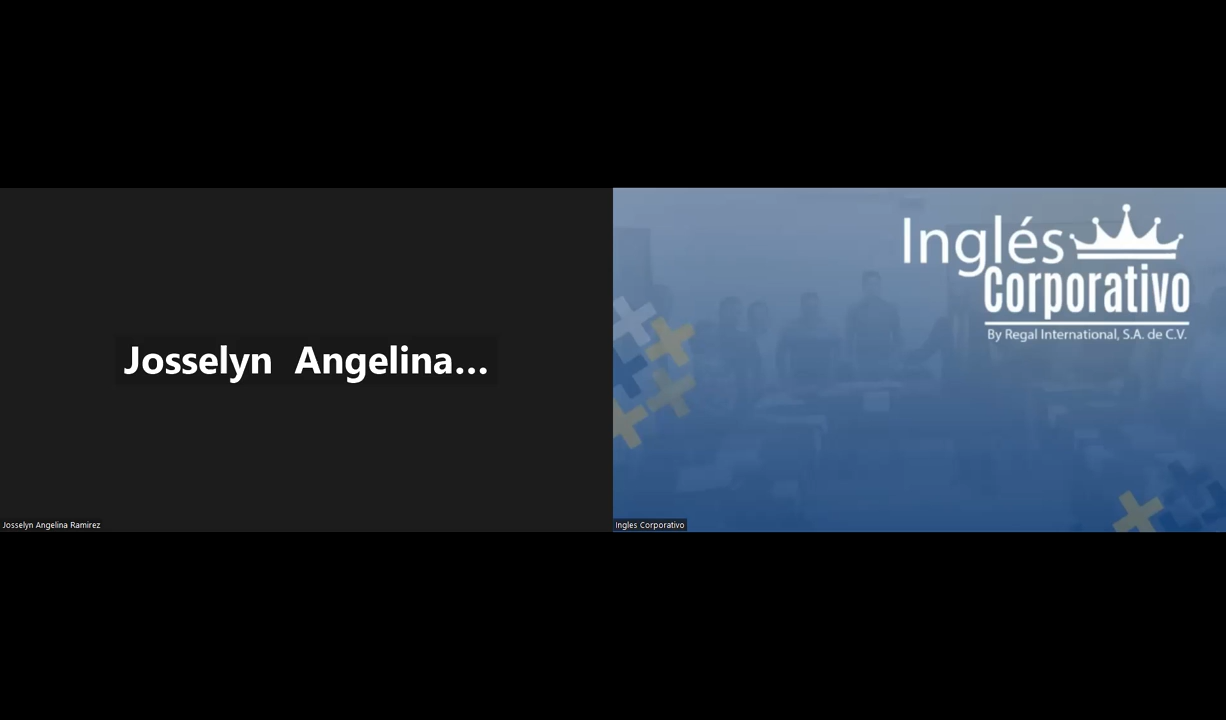 Josselyn Angelina...
Josselyn Angelina Ramirez
Inglés
Corporativo
By Regal International, S.A. de C.V.
Ingles Corporativo